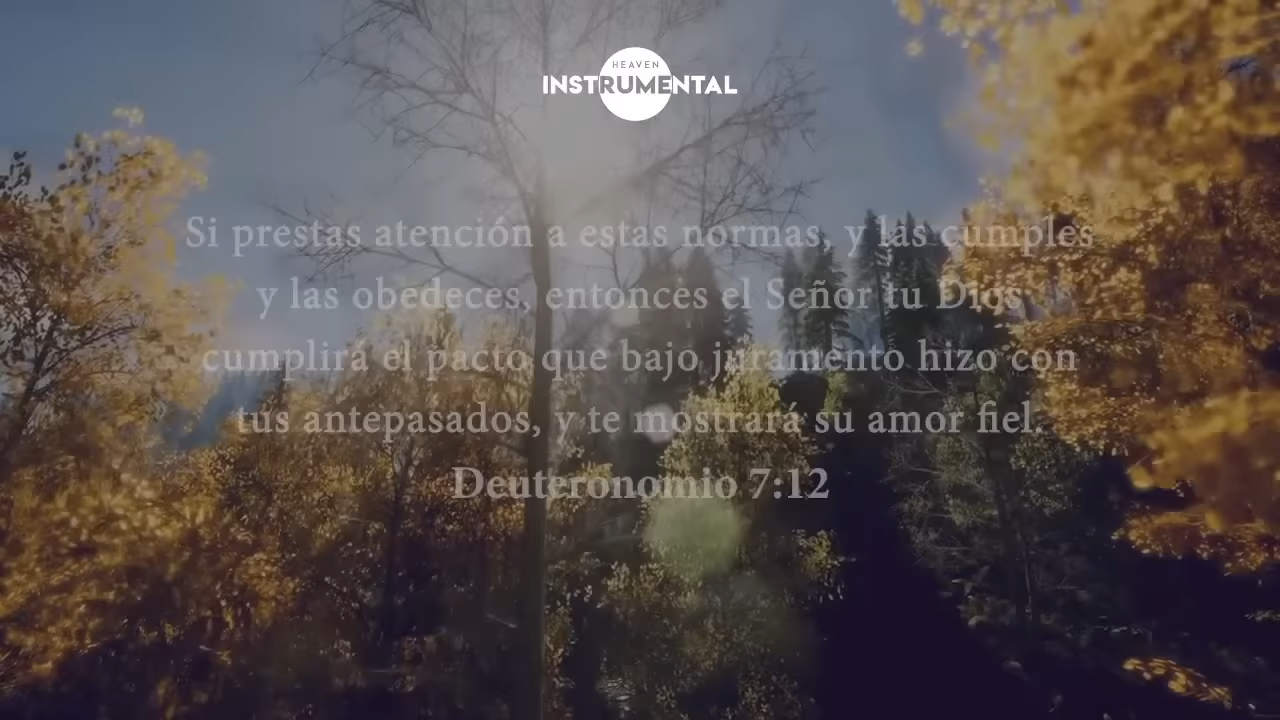 HEAVEN
INSTRUMENTAL
Si prestas atención a estas normas, y las cumples
y las obedeces, entonces el Señor tu Dios
cumplirá el pacto que bajo juramento hizo con
tus antepasados, y te mostrará su amor fiel.
Deuteronomio 7:12